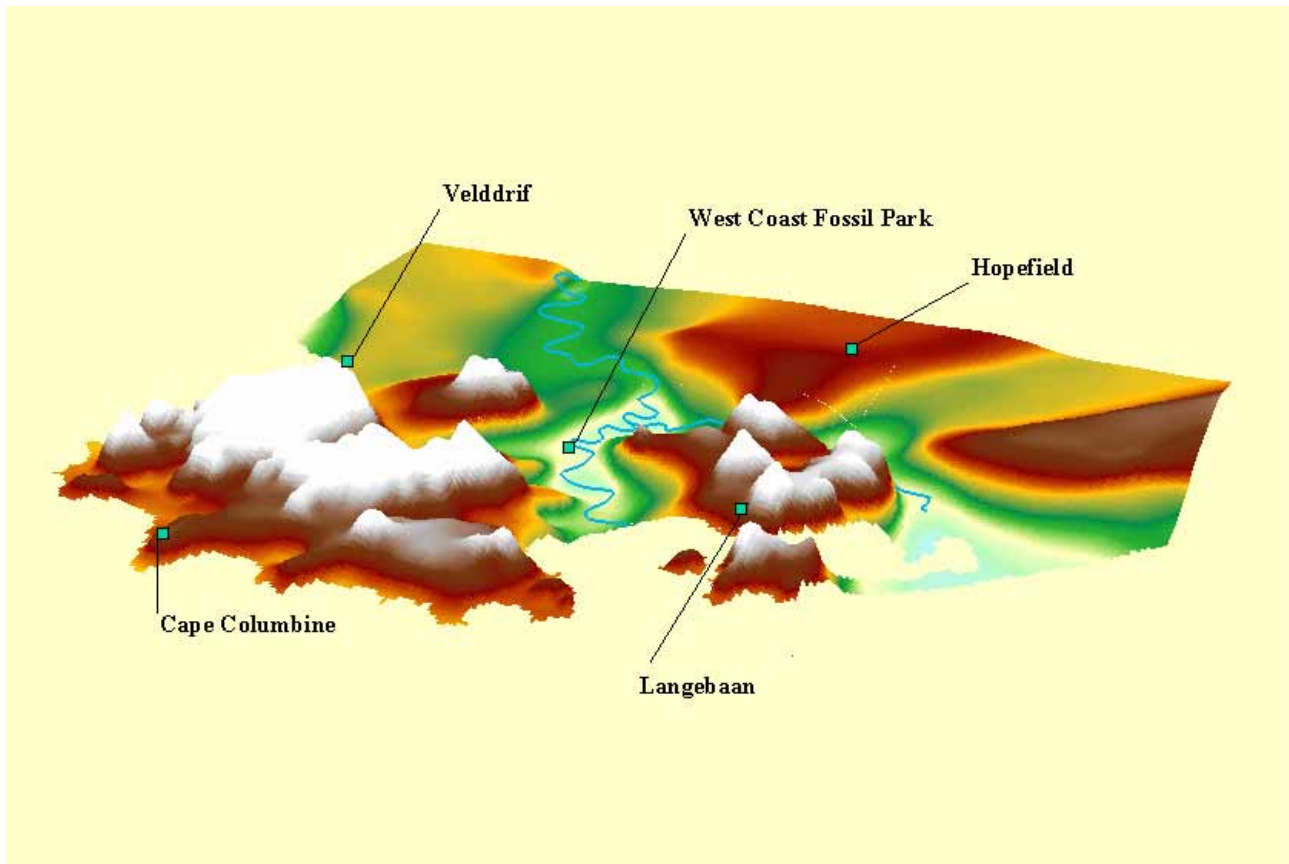 Velddrif
West Coast Fossil Park
Hopefield
Cape Columbine
Langebaan